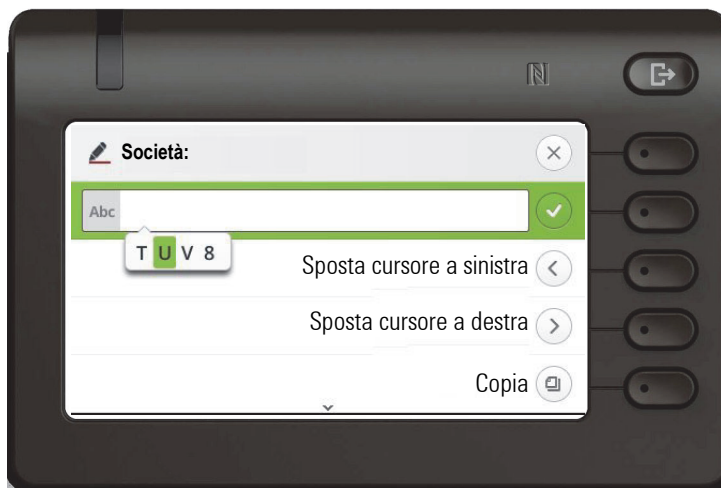 Società:
Abc
T U V 8
Sposta cursore a sinistra
Sposta cursore a destra
Copia